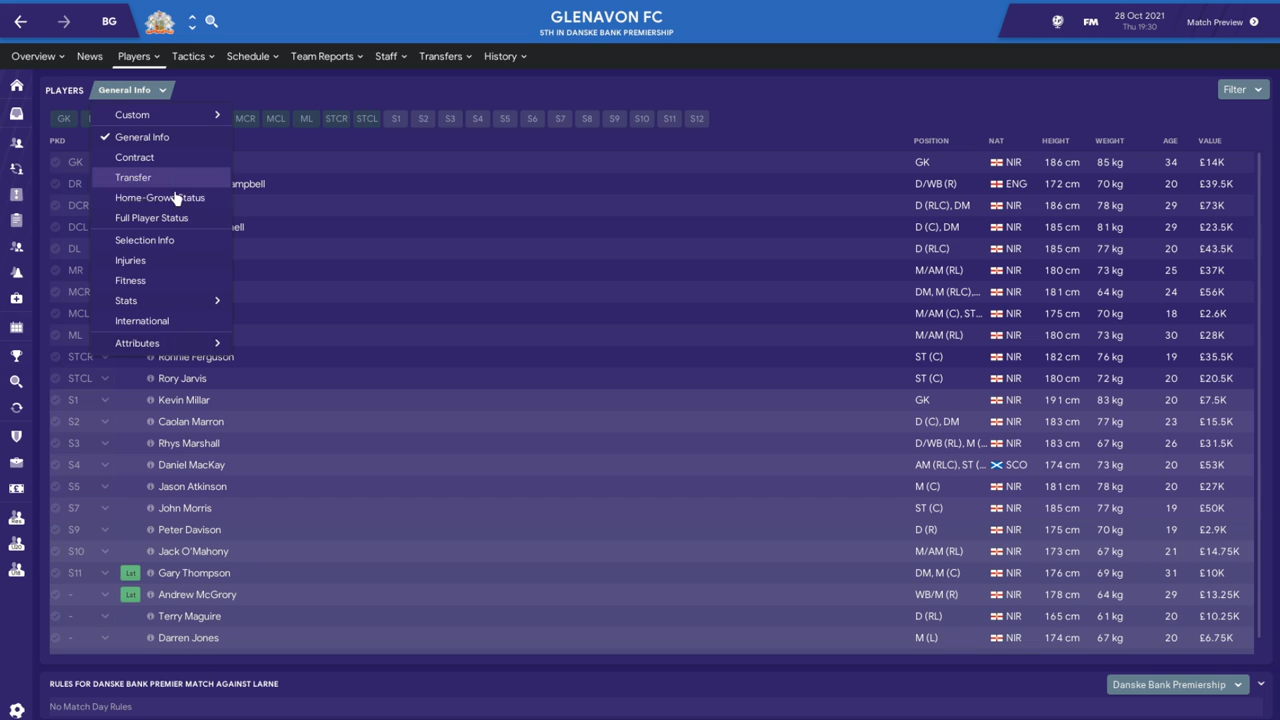 BG
GLENAVON FC
5TH IN DANSKE BANK PREMIERSHIP
FM
28 Oct 2021
Thu 19:30
Match Preview
Overview News Players Tactics Schedule Team Reports Staff Transfers History
PLAYERS General Info Filter
GK MCR MCL ML STCR STCL S1 S2 S3 S4 S5 S6 S7 S8 S9 S10 S11 S12
Custom
General Info
Contract
Transfer
Home-Grown Status
Full Player Status
Selection Info
Injuries
Fitness
Stats
International
Attributes
PKD POSITION NAT HEIGHT WEIGHT AGE VALUE
GK GK NIR 186 cm 85 kg 34 £14K
DR ampbell D/WB (R) ENG 172 cm 70 kg 20 £39.5K
DCR D (RLC), DM NIR 186 cm 78 kg 29 £73K
DCL ell D (C), DM NIR 185 cm 81 kg 29 £23.5K
DL D (RLC) NIR 185 cm 77 kg 20 £43.5K
MR M/AM (RL) NIR 180 cm 73 kg 25 £37K
MCR DM, M (RLC),... NIR 181 cm 64 kg 24 £56K
MCL M/AM (C), ST... NIR 175 cm 70 kg 18 £2.6K
ML M/AM (RL) NIR 180 cm 73 kg 30 £28K
STCR Ronnie Ferguson ST (C) NIR 182 cm 76 kg 19 £35.5K
STCL Rory Jarvis ST (C) NIR 180 cm 72 kg 20 £20.5K
S1 Kevin Millar GK NIR 191 cm 83 kg 20 £7.5K
S2 Caolan Marron D (C), DM NIR 183 cm 77 kg 23 £15.5K
S3 Rhys Marshall D/WB (RL), M (... NIR 183 cm 67 kg 26 £31.5K
S4 Daniel MacKay AM (RLC), ST (... SCO 174 cm 73 kg 20 £53K
S5 Jason Atkinson M (C) NIR 181 cm 78 kg 20 £27K
S7 John Morris ST (C) NIR 185 cm 77 kg 19 £50K
S9 Peter Davison D (R) NIR 175 cm 70 kg 19 £2.9K
S10 Jack O'Mahony M/AM (RL) NIR 173 cm 67 kg 21 £14.75K
S11 Lst Gary Thompson DM, M (C) NIR 176 cm 69 kg 31 £10K
- Lst Andrew McGrory WB/M (R) NIR 178 cm 64 kg 29 £13.25K
- Terry Maguire D (RL) NIR 165 cm 61 kg 20 £10.25K
- Darren Jones M (L) NIR 174 cm 67 kg 20 £6.75K
RULES FOR DANSKE BANK PREMIER MATCH AGAINST LARNE Danske Bank Premiership
No Match Day Rules
Res
U20
U18